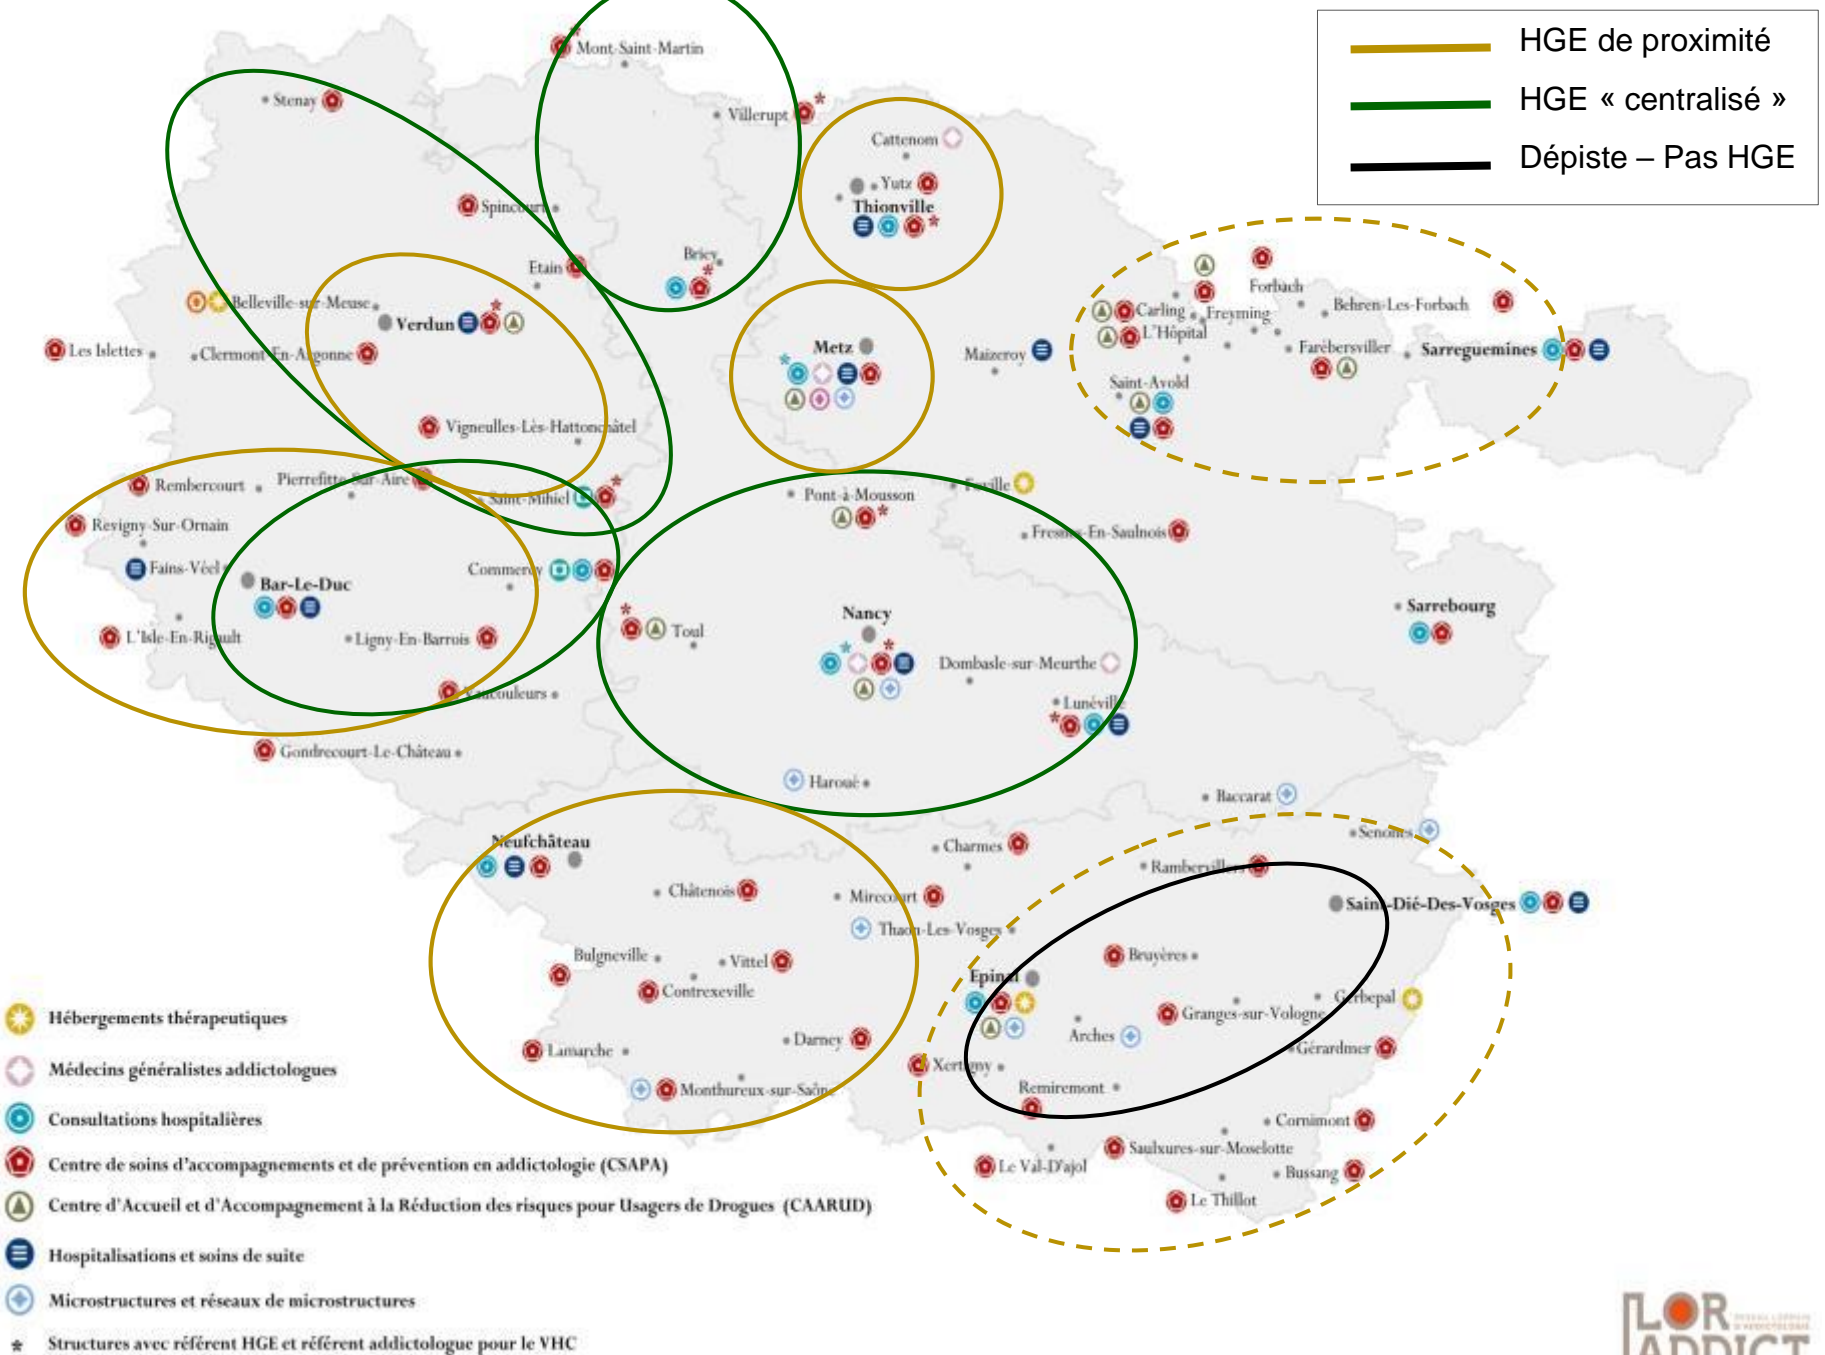 HGE de proximité
HGE « centralisé »
Dépiste – Pas HGE
Mont-Saint-Martin
Stenay
Villerupt
Cattenom
Yutz
Thionville
Spincourt
Briey
Etain
Forbach
Belleville-sur-Meuse
Behren-Les-Forbach
Carling
Freyming
Verdun
L'Hôpital
Metz
Maizeroy
Farébersviller
Sarreguemines
Les Islettes
Clermont-En-Argonne
Saint-Avold
Vigneulles-Lès-Hattonchâtel
Rembercourt
Pierrefitte-Sur-Aire
Saint-Mihiel
Pont-à-Mousson
Foville
Revigny-Sur-Ornain
Fresnes-En-Saulnois
Fains-Véel
Commercy
Bar-Le-Duc
Nancy
Sarrebourg
L'Isle-En-Rigault
Ligny-En-Barrois
Toul
Dombasle-sur-Meurthe
Vaucouleurs
Lunéville
Gondrecourt-Le-Château
Haroué
Baccarat
Senones
Neufchâteau
Charmes
Rambervillers
Châtenois
Mirecourt
Saint-Dié-Des-Vosges
Thaon-Les-Vosges
Bulgneville
Vittel
Bruyères
Epinal
Contrexeville
Gerbepal
Granges-sur-Vologne
Hébergements thérapeutiques
Arches
Darney
Lamarche
Gérardmer
Xertigny
Médecins généralistes addictologues
Monthureux-sur-Saône
Remiremont
Consultations hospitalières
Cornimont
Saulxures-sur-Moselotte
Centre de soins d'accompagnements et de prévention en addictologie (CSAPA)
Le Val-D'ajol
Bussang
Le Thillot
Centre d'Accueil et d'Accompagnement à la Réduction des risques pour Usagers de Drogues (CAARUD)
Hospitalisations et soins de suite
Microstructures et réseaux de microstructures
* Structures avec référent HGE et référent addictologue pour le VHC
LOR
ADDICT